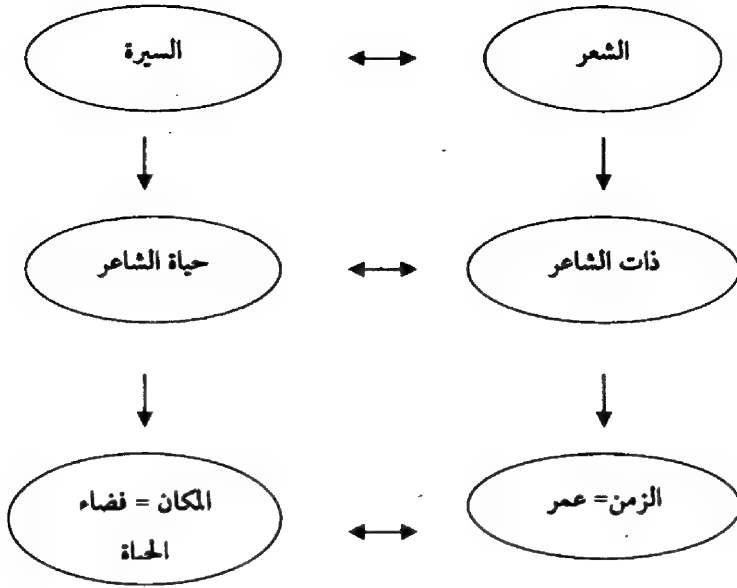 الشعر
السيرة
ذات الشاعر
حياة الشاعر
الزمن= عمر
المكان = فضاء
الحياة